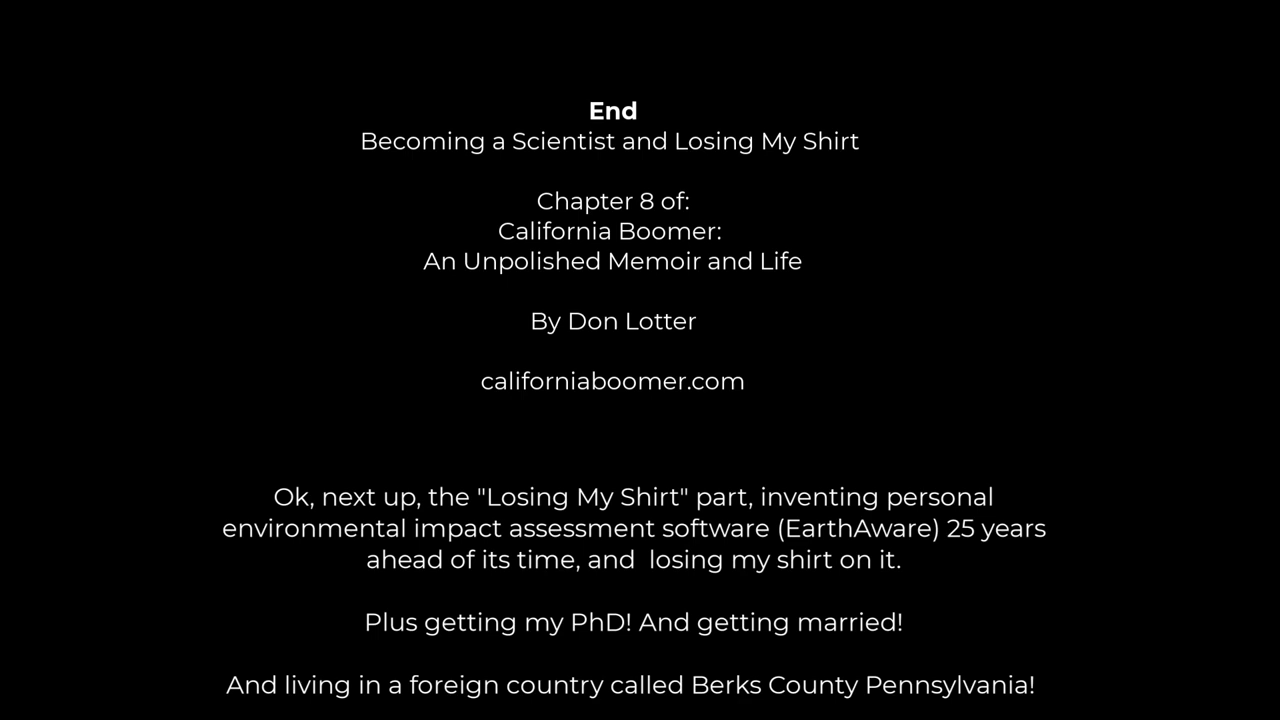 End
Becoming a Scientist and Losing My Shirt
Chapter 8 of:
California Boomer:
An Unpolished Memoir and Life
By Don Lotter
californiaboomer.com
Ok, next up, the "Losing My Shirt" part, inventing personal
environmental impact assessment software (EarthAware) 25 years
ahead of its time, and  losing my shirt on it.
Plus getting my PhD! And getting married!
And living in a foreign country called Berks County Pennsylvania!